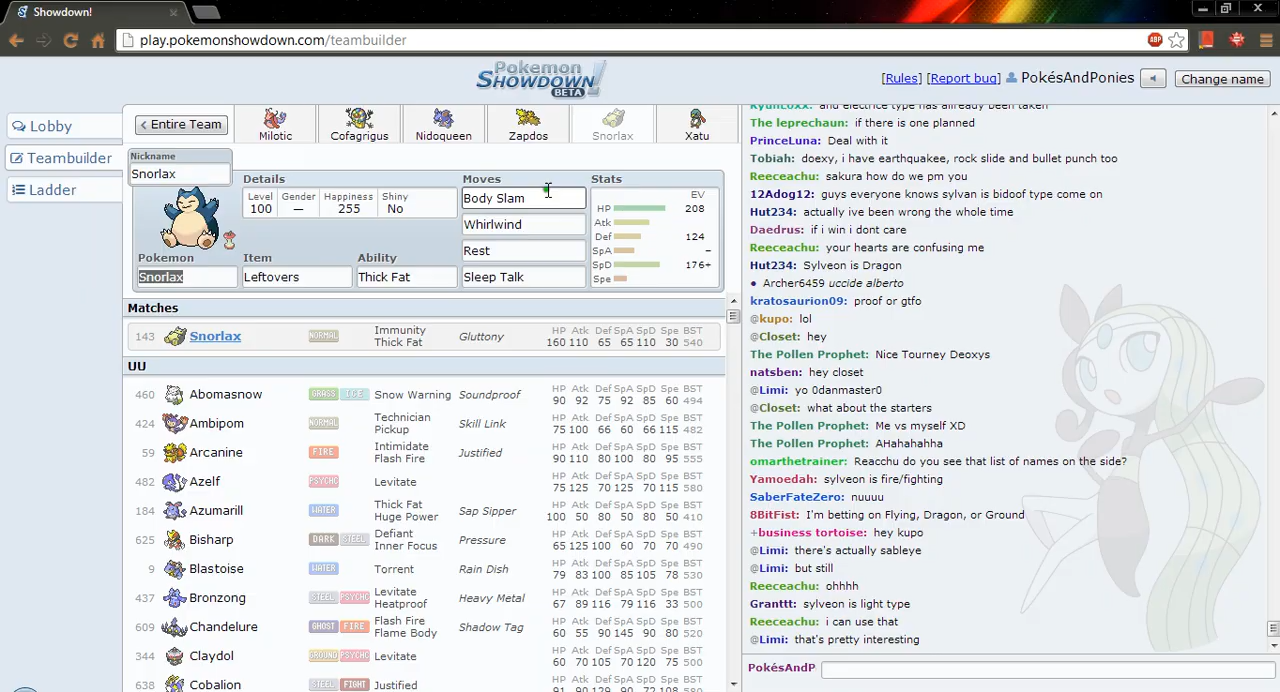 Showdown!
play.pokemonshowdown.com/teambuilder
ABP
Pokemon
SHOWDOWN!
BETA
[Rules] [Report bug] PokésAndPonies
Change name
Lobby
Teambuilder
Ladder
< Entire Team
Milotic
Cofagrigus
Nidoqueen
Zapdos
Snorlax
Xatu
Nickname
Snorlax
Details
Level Gender Happiness Shiny
100 — 255 No
Pokemon
Snorlax
Item
Leftovers
Ability
Thick Fat
Moves
Body Slam
Whirlwind
Rest
Sleep Talk
Stats
EV
HP 208
Atk
Def 124
SpA –
SpD 176+
Spe
Matches
143 Snorlax NORMAL Immunity Thick Fat Gluttony HP 160 Atk 110 Def 65 SpA 65 SpD 110 Spe 30 BST 540
UU
460 Abomasnow GRASS ICE Snow Warning Soundproof HP 90 Atk 92 Def 75 SpA 92 SpD 85 Spe 60 BST 494
424 Ambipom NORMAL Technician Pickup Skill Link HP 75 Atk 100 Def 66 SpA 60 SpD 66 Spe 115 BST 482
59 Arcanine FIRE Intimidate Flash Fire Justified HP 90 Atk 110 Def 80 SpA 100 SpD 80 Spe 95 BST 555
482 Azelf PSYCHC Levitate HP 75 Atk 125 Def 70 SpA 125 SpD 70 Spe 115 BST 580
184 Azumarill WATER Thick Fat Huge Power Sap Sipper HP 100 Atk 50 Def 80 SpA 50 SpD 80 Spe 50 BST 410
625 Bisharp DARK STEEL Defiant Inner Focus Pressure HP 65 Atk 125 Def 100 SpA 60 SpD 70 Spe 70 BST 490
9 Blastoise WATER Torrent Rain Dish HP 79 Atk 83 Def 100 SpA 85 SpD 105 Spe 78 BST 530
437 Bronzong STEEL PSYCHC Levitate Heatproof Heavy Metal HP 67 Atk 89 Def 116 SpA 79 SpD 116 Spe 33 BST 500
609 Chandelure GHOST FIRE Flash Fire Flame Body Shadow Tag HP 60 Atk 55 Def 90 SpA 145 SpD 90 Spe 80 BST 520
344 Claydol GROUND PSYCHC Levitate HP 60 Atk 70 Def 105 SpA 70 SpD 120 Spe 75 BST 500
638 Cobalion STEEL FIGHT Justified HP Atk Def SpA SpD Spe BST
RyunLoxx: and electrice type has already been taken
The leprechaun: if there is one planned
PrinceLuna: Deal with it
Tobiah: doexy, i have earthquakee, rock slide and bullet punch too
Reeceachu: sakura how do we pm you
12Adog12: guys everyone knows sylvan is bidoof type come on
Hut234: actually ive been wrong the whole time
Daedrus: if i win i dont care
Reeceachu: your hearts are confusing me
Hut234: Sylveon is Dragon
• Archer6459 uccide alberto
kratosaurion09: proof or gtfo
@kupo: lol
@Closet: hey
The Pollen Prophet: Nice Tourney Deoxys
natsben: hey closet
@Limi: yo 0danmaster0
@Closet: what about the starters
The Pollen Prophet: Me vs myself XD
The Pollen Prophet: AHahahahha
omarthetrainer: Reacchu do you see that list of names on the side?
Yamoedah: sylveon is fire/fighting
SaberFateZero: nuuuu
8BitFist: I'm betting on Flying, Dragon, or Ground
+business tortoise: hey kupo
@Limi: there's actually sableye
@Limi: but still
Reeceachu: ohhhh
Granttt: sylveon is light type
Reeceachu: i can use that
@Limi: that's pretty interesting
PokésAndP